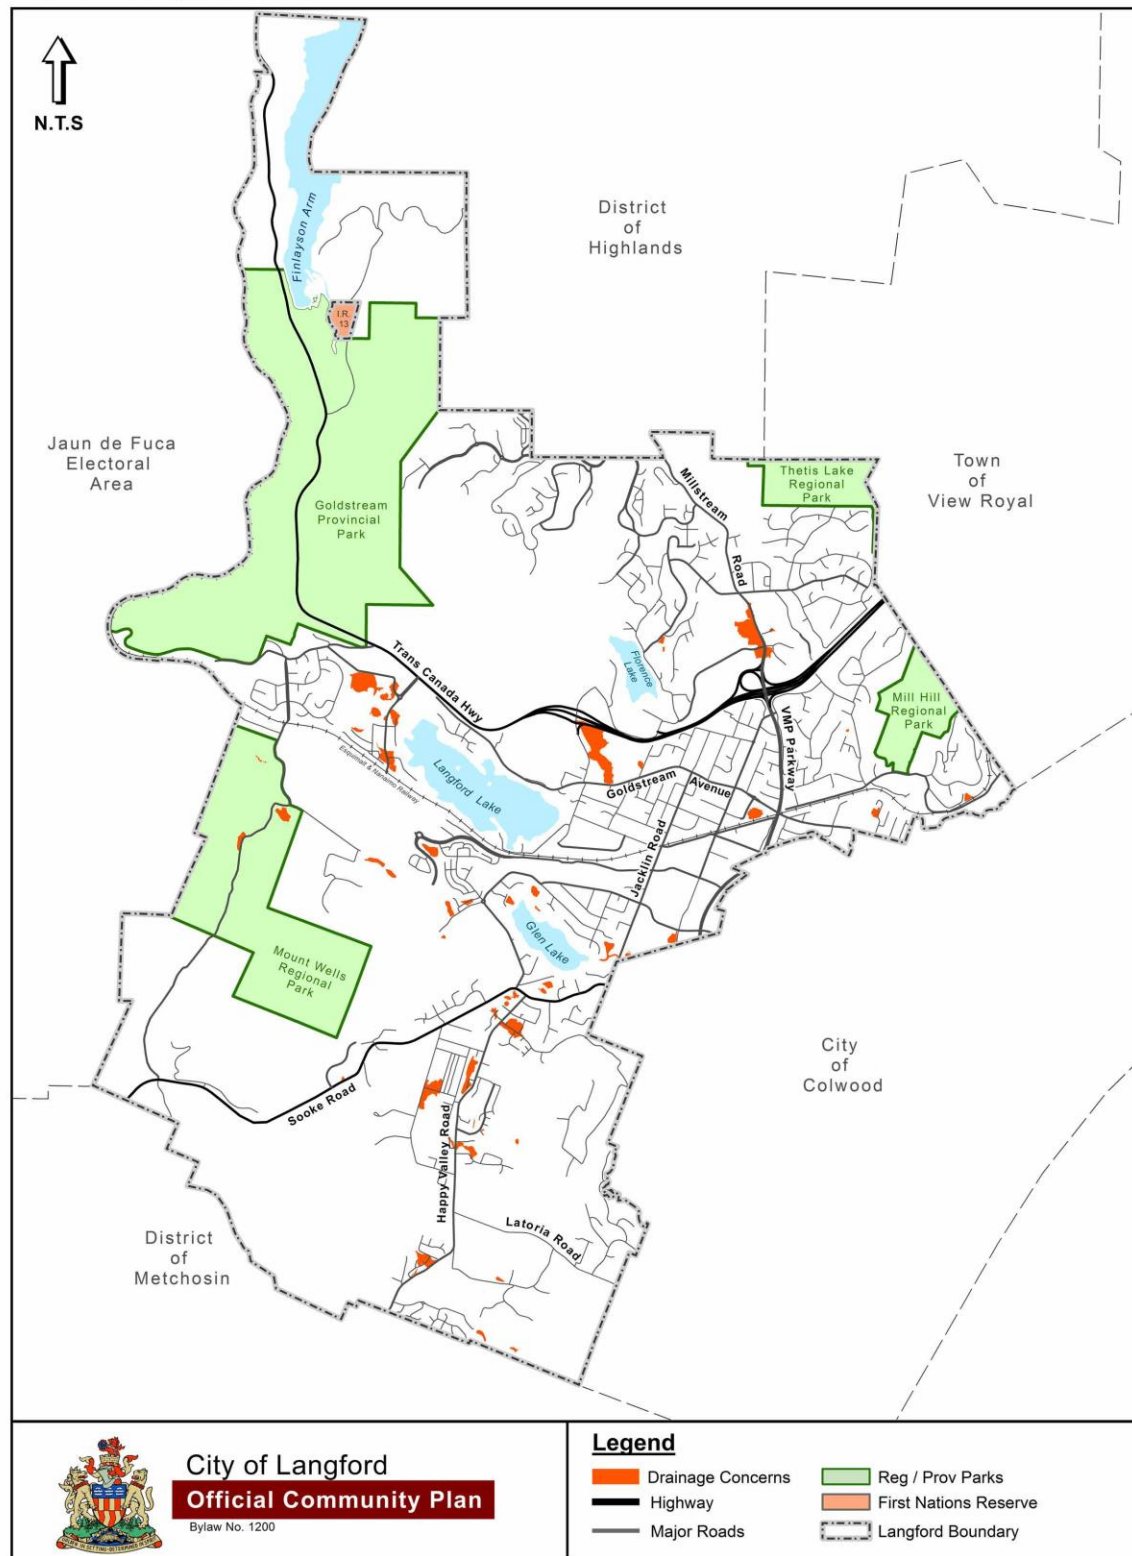 N.T.S
District
of
Highlands
Finlayson Arm
I.R.
13
Jaun de Fuca
Electoral
Area
Goldstream
Provincial
Park
Millstream
Road
Thetis Lake
Regional
Park
Town
of
View Royal
Trans Canada Hwy
Florence
Lake
Mill Hill
Regional
Park
VMP Parkway
Esquimalt & Nanaimo Railway
Langford Lake
Goldstream
Avenue
Jacklin Road
Glen Lake
Mount Wells
Regional
Park
Sooke Road
City
of
Colwood
Happy Valley Road
Latoria Road
District
of
Metchosin
City of Langford
Official Community Plan
Bylaw No. 1200
Legend
Drainage Concerns
Highway
Major Roads
Reg / Prov Parks
First Nations Reserve
Langford Boundary